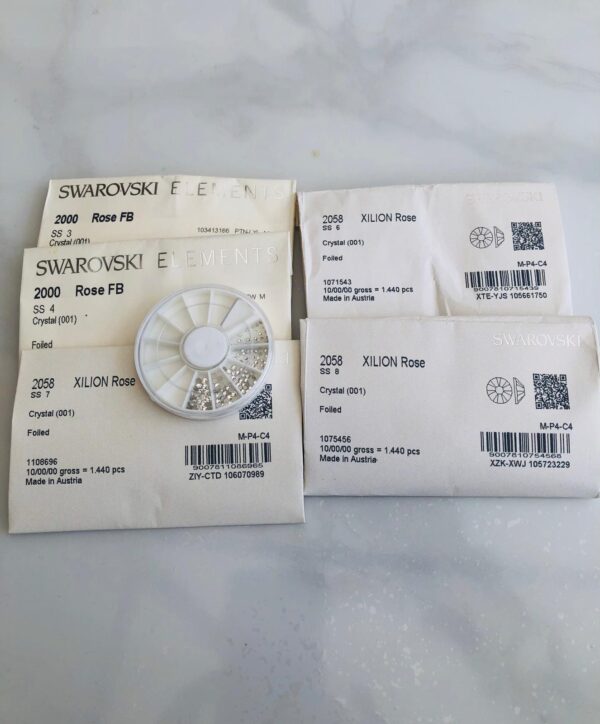 SWAROVSKI ELEMENTS
2000 Rose FB
SS 3
Crystal (001)
103413166
SWAROVSKI ELEMENTS
2000 Rose FB
SS 4
Crystal (001)
Foiled
2058 XILION Rose
SS 7
Crystal (001)
Foiled
M-P4-C4
1108696
10/00/00 gross = 1.440 pcs
Made in Austria
9007811086965
ZIY-CTD 106070989
SWAROVSKI
2058 XILION Rose
SS 6
Crystal (001)
Foiled
M-P4-C4
1071543
10/00/00 gross = 1.440 pcs
Made in Austria
9007810715439
XTE-YJS 105661750
SWAROVSKI
2058 XILION Rose
SS 8
Crystal (001)
Foiled
M-P4-C4
1075456
10/00/00 gross = 1.440 pcs
Made in Austria
9007810754568
XZK-XWJ 105723229